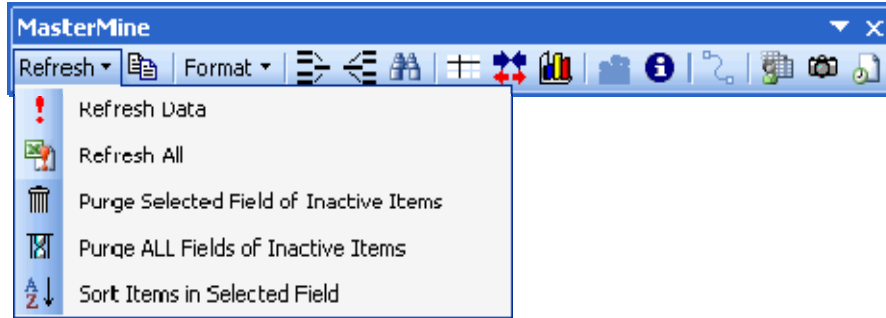 MasterMine
Refresh Format
Refresh Data
Refresh All
Purge Selected Field of Inactive Items
Purge ALL Fields of Inactive Items
Sort Items in Selected Field